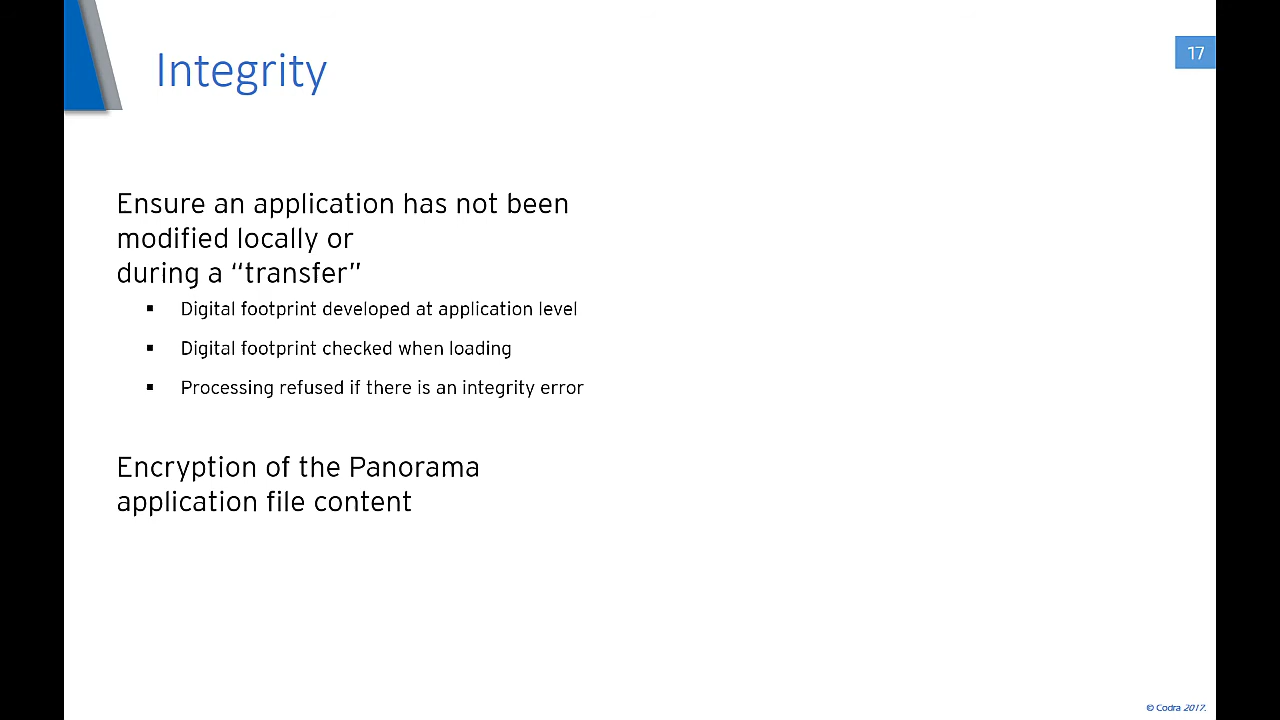 Integrity
17
Ensure an application has not been
modified locally or
during a “transfer”
▪ Digital footprint developed at application level
▪ Digital footprint checked when loading
▪ Processing refused if there is an integrity error
Encryption of the Panorama
application file content
© Codra 2017.